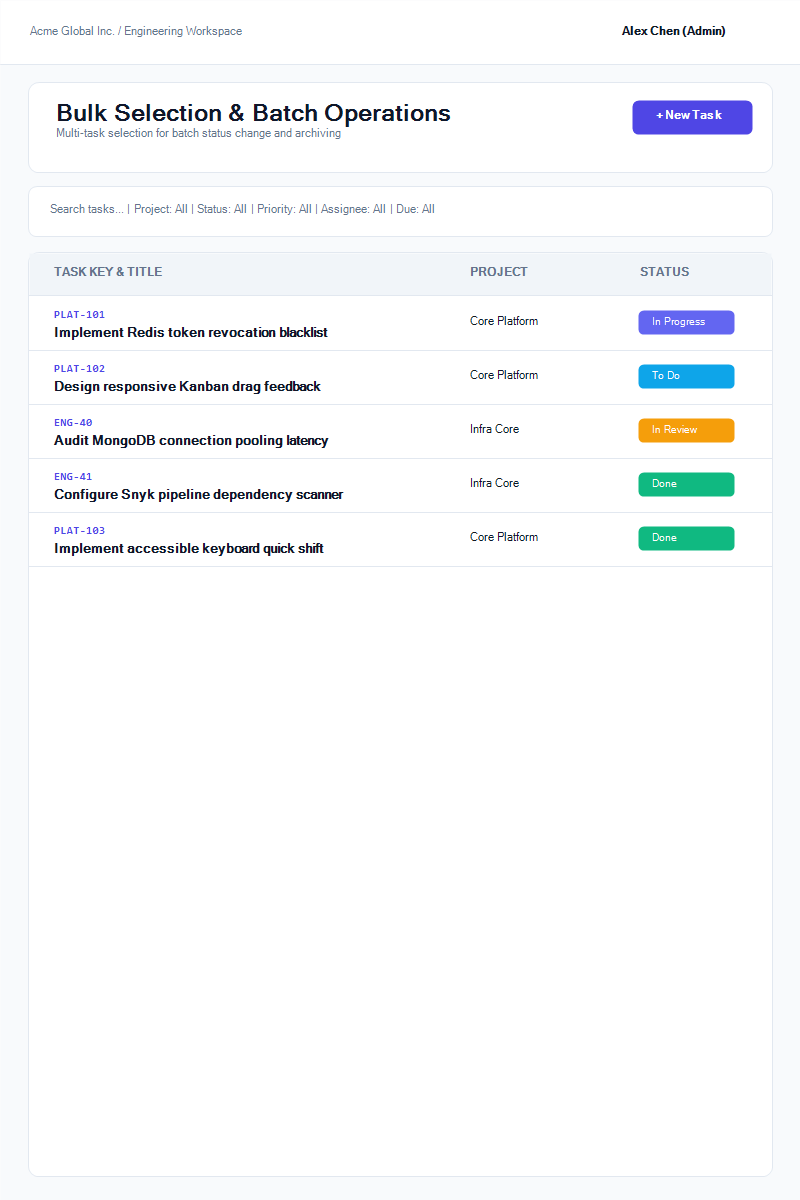 Acme Global Inc. / Engineering Workspace
Alex Chen (Admin)
Bulk Selection & Batch Operations
Multi-task selection for batch status change and archiving
+ New Task
Search tasks... | Project: All | Status: All | Priority: All | Assignee: All | Due: All
TASK KEY & TITLE
PROJECT
STATUS
PLAT-101
Implement Redis token revocation blacklist
Core Platform
In Progress
PLAT-102
Design responsive Kanban drag feedback
Core Platform
To Do
ENG-40
Audit MongoDB connection pooling latency
Infra Core
In Review
ENG-41
Configure Snyk pipeline dependency scanner
Infra Core
Done
PLAT-103
Implement accessible keyboard quick shift
Core Platform
Done